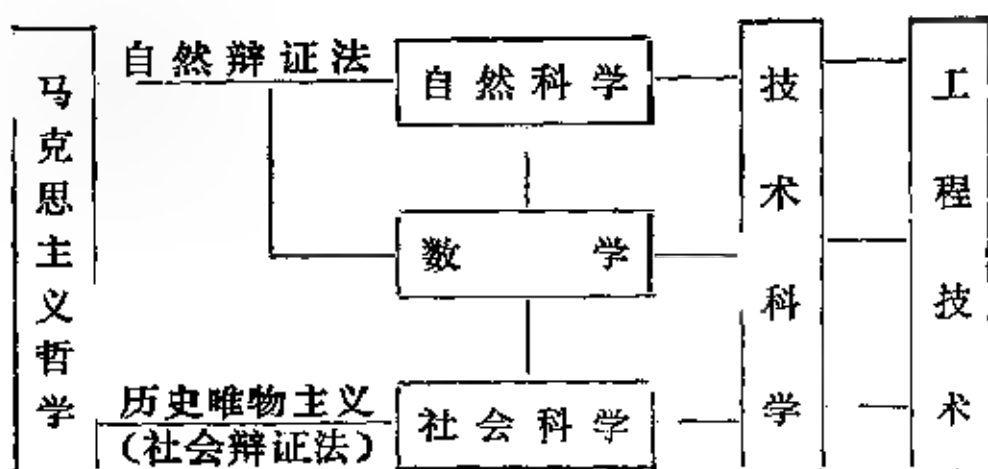 马克思主义哲学
自然辩证法
自然科学
数学
历史唯物主义
(社会辩证法)
社会科学
技术科学
工程技术